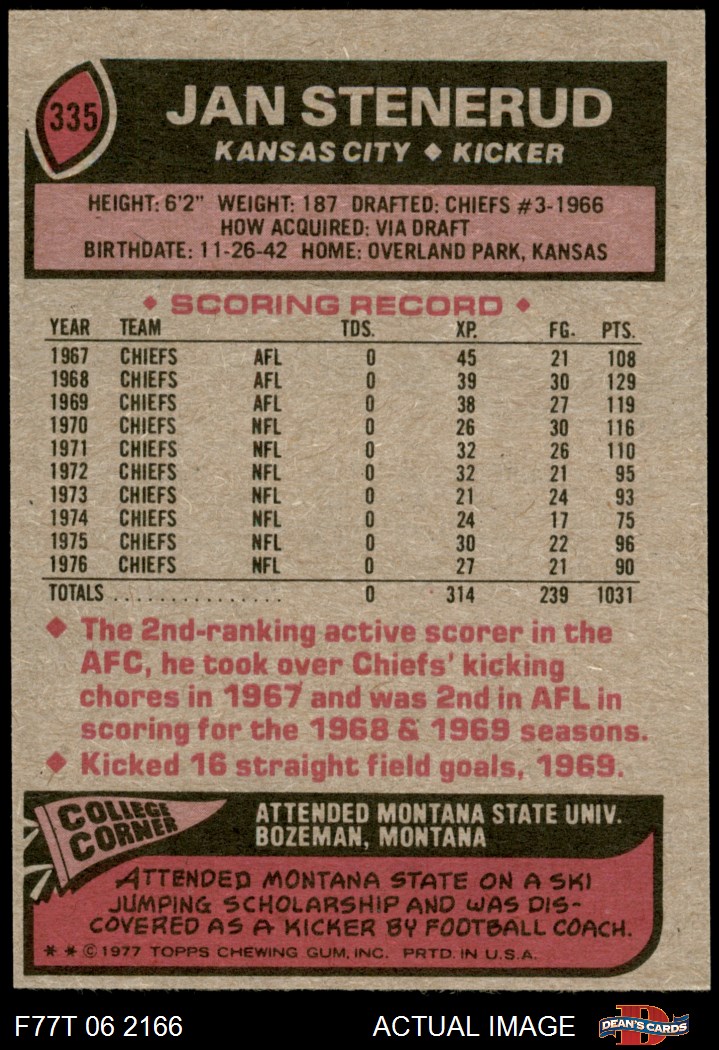 335
JAN STENERUD
KANSAS CITY ◆ KICKER
HEIGHT: 6'2" WEIGHT: 187 DRAFTED: CHIEFS #3-1966
HOW ACQUIRED: VIA DRAFT
BIRTHDATE: 11-26-42 HOME: OVERLAND PARK, KANSAS
◆ SCORING RECORD ◆
YEAR TEAM TDS. XP. FG. PTS.
1967 CHIEFS AFL 0 45 21 108
1968 CHIEFS AFL 0 39 30 129
1969 CHIEFS AFL 0 38 27 119
1970 CHIEFS NFL 0 26 30 116
1971 CHIEFS NFL 0 32 26 110
1972 CHIEFS NFL 0 32 21 95
1973 CHIEFS NFL 0 21 24 93
1974 CHIEFS NFL 0 24 17 75
1975 CHIEFS NFL 0 30 22 96
1976 CHIEFS NFL 0 27 21 90
TOTALS . . . . . . . . . . . . . . . 0 314 239 1031
◆ The 2nd-ranking active scorer in the
AFC, he took over Chiefs' kicking
chores in 1967 and was 2nd in AFL in
scoring for the 1968 & 1969 seasons.
◆ Kicked 16 straight field goals, 1969.
COLLEGE
CORNER
ATTENDED MONTANA STATE UNIV.
BOZEMAN, MONTANA
ATTENDED MONTANA STATE ON A SKI
JUMPING SCHOLARSHIP AND WAS DIS-
COVERED AS A KICKER BY FOOTBALL COACH.
* * © 1977 TOPPS CHEWING GUM, INC. PRTD. IN U.S.A.
F77T 06 2166
ACTUAL IMAGE
D
DEAN'S CARDS